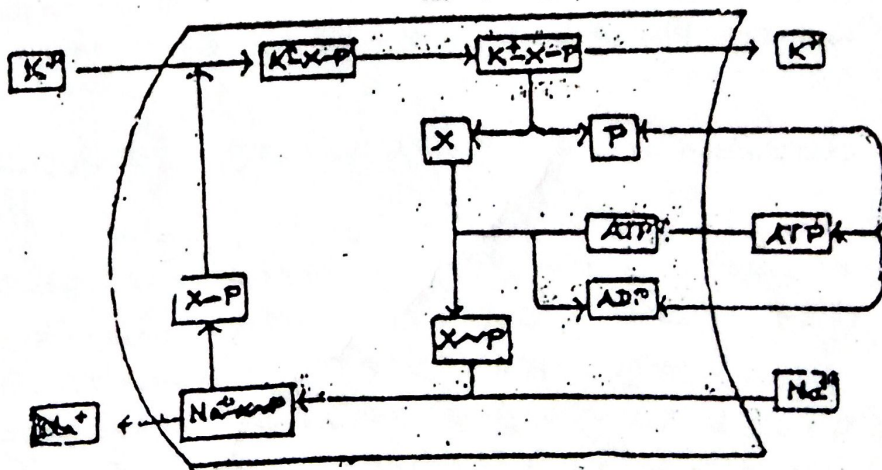 K⁺ K⁺-X-P K⁺-X-P K⁺
X P
ATP ATP
X-P ADP
X~P
Na⁺ Na⁺-X~P Na⁺